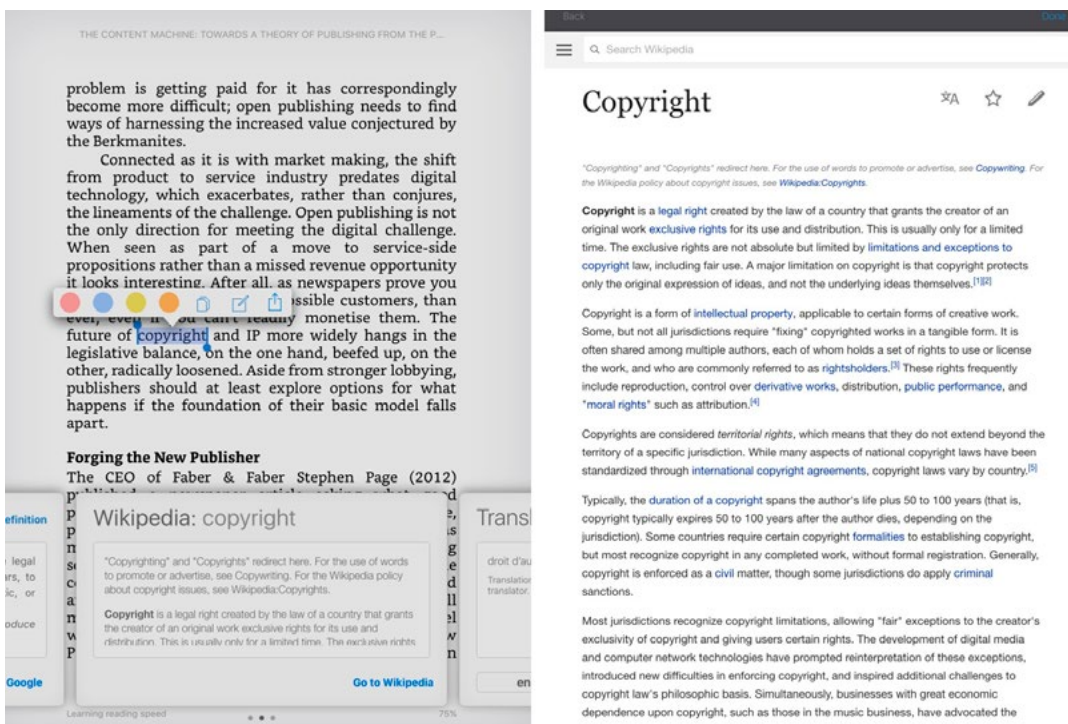 THE CONTENT MACHINE: TOWARDS A THEORY OF PUBLISHING FROM THE P...
problem is getting paid for it has correspondingly
become more difficult; open publishing needs to find
ways of harnessing the increased value conjectured by
the Berkmanites.
Connected as it is with market making, the shift
from product to service industry predates digital
technology, which exacerbates, rather than conjures,
the lineaments of the challenge. Open publishing is not
the only direction for meeting the digital challenge.
When seen as part of a move to service-side
propositions rather than a missed revenue opportunity
it looks interesting. After all, as newspapers prove you
ossible customers, than
ever, even if you can't readily monetise them. The
future of copyright and IP more widely hangs in the
legislative balance, on the one hand, beefed up, on the
other, radically loosened. Aside from stronger lobbying,
publishers should at least explore options for what
happens if the foundation of their basic model falls
apart.
Forging the New Publisher
The CEO of Faber & Faber Stephen Page (2012)
efinition
legal
rs, to
ic, or
oduce
Google
Wikipedia: copyright
"Copyrighting" and "Copyrights" redirect here. For the use of words
to promote or advertise, see Copywriting. For the Wikipedia policy
about copyright issues, see Wikipedia:Copyrights.
Copyright is a legal right created by the law of a country that grants
the creator of an original work exclusive rights for its use and
distribution. This is usually only for a limited time. The exclusive rights
Go to Wikipedia
Transl
droit d'au
Translation
translator.
en
Learning reading speed
75%
Back
Done
Search Wikipedia
Copyright
"Copyrighting" and "Copyrights" redirect here. For the use of words to promote or advertise, see Copywriting. For
the Wikipedia policy about copyright issues, see Wikipedia:Copyrights.
Copyright is a legal right created by the law of a country that grants the creator of an
original work exclusive rights for its use and distribution. This is usually only for a limited
time. The exclusive rights are not absolute but limited by limitations and exceptions to
copyright law, including fair use. A major limitation on copyright is that copyright protects
only the original expression of ideas, and not the underlying ideas themselves.[1][2]
Copyright is a form of intellectual property, applicable to certain forms of creative work.
Some, but not all jurisdictions require "fixing" copyrighted works in a tangible form. It is
often shared among multiple authors, each of whom holds a set of rights to use or license
the work, and who are commonly referred to as rightsholders.[3] These rights frequently
include reproduction, control over derivative works, distribution, public performance, and
"moral rights" such as attribution.[4]
Copyrights are considered territorial rights, which means that they do not extend beyond the
territory of a specific jurisdiction. While many aspects of national copyright laws have been
standardized through international copyright agreements, copyright laws vary by country.[5]
Typically, the duration of a copyright spans the author's life plus 50 to 100 years (that is,
copyright typically expires 50 to 100 years after the author dies, depending on the
jurisdiction). Some countries require certain copyright formalities to establishing copyright,
but most recognize copyright in any completed work, without formal registration. Generally,
copyright is enforced as a civil matter, though some jurisdictions do apply criminal
sanctions.
Most jurisdictions recognize copyright limitations, allowing "fair" exceptions to the creator's
exclusivity of copyright and giving users certain rights. The development of digital media
and computer network technologies have prompted reinterpretation of these exceptions,
introduced new difficulties in enforcing copyright, and inspired additional challenges to
copyright law's philosophic basis. Simultaneously, businesses with great economic
dependence upon copyright, such as those in the music business, have advocated the